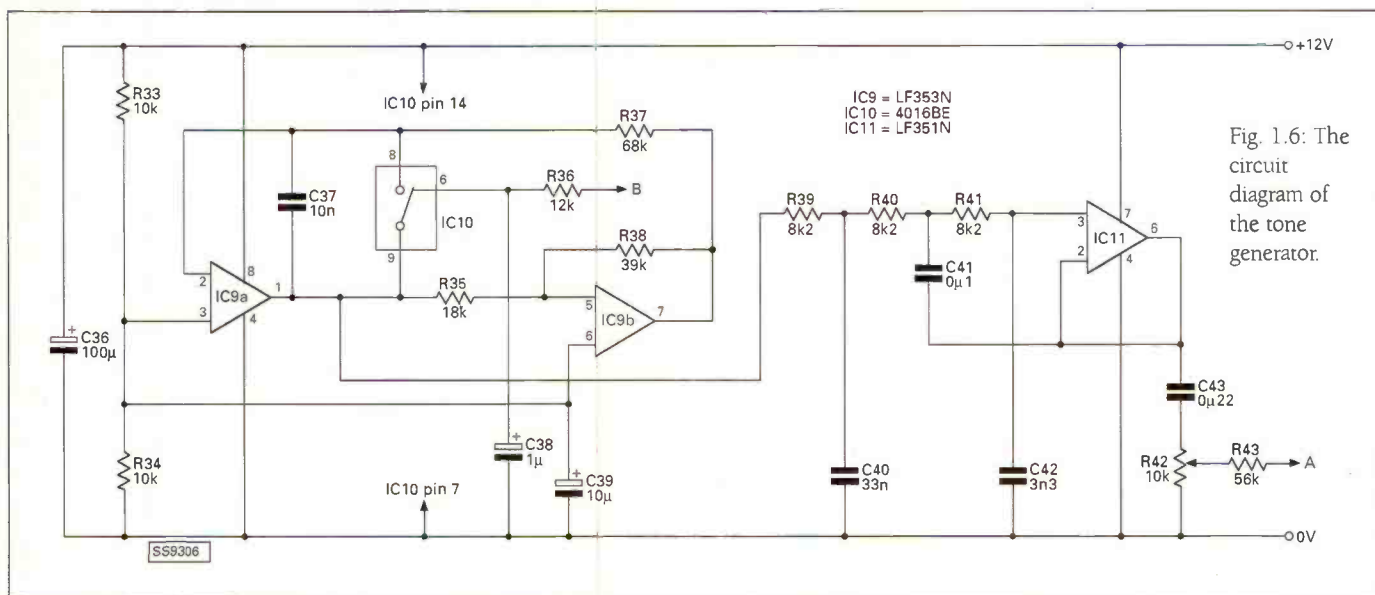 +12V
R33
10k
IC10 pin 14
IC9 = LF353N
IC10 = 4016BE
IC11 = LF351N
Fig. 1.6: The
circuit
diagram of
the tone
generator.
R37
68k
8
6
R36
12k
B
C37
10n
IC10
9
R38
39k
R39
8k2
R40
8k2
R41
8k2
3
7
6
IC11
2
4
C41
0µ1
2
8
IC9a
1
3
4
R35
18k
5
IC9b
7
6
C36
100µ
+
C43
0µ22
R34
10k
IC10 pin 7
+
C38
1µ
+
C39
10µ
C40
33n
C42
3n3
R42
10k
R43
56k
A
SS9306
0V